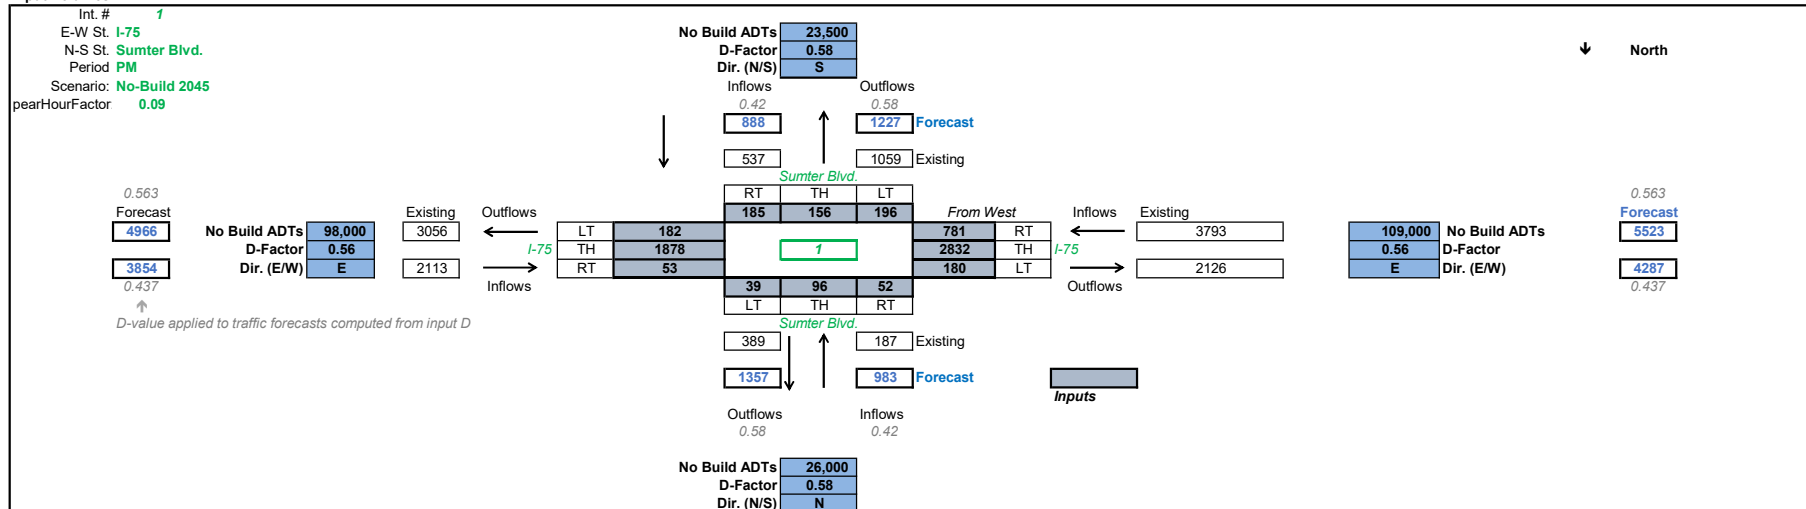 Int. # 1
E-W St. I-75
N-S St. Sumter Blvd.
Period PM
Scenario: No-Build 2045
pearHourFactor 0.09
No Build ADTs 23,500
D-Factor 0.58
Dir. (N/S) S
North
Inflows Outflows
0.42 0.58
888 1227 Forecast
537 1059 Existing
Sumter Blvd.
RT TH LT
185 156 196
0.563
Forecast
4966
3854
0.437
No Build ADTs 98,000
D-Factor 0.56
Dir. (E/W) E
Existing Outflows
3056
2113
Inflows
I-75
LT 182
TH 1878
RT 53
1
From West
781 RT
2832 TH
180 LT
I-75
Inflows Existing
3793
2126
Outflows
109,000 No Build ADTs
0.56 D-Factor
E Dir. (E/W)
0.563
Forecast
5523
4287
0.437
D-value applied to traffic forecasts computed from input D
39 96 52
LT TH RT
Sumter Blvd.
389 187 Existing
1357 983 Forecast
Inputs
Outflows Inflows
0.58 0.42
No Build ADTs 26,000
D-Factor 0.58
Dir. (N/S) N